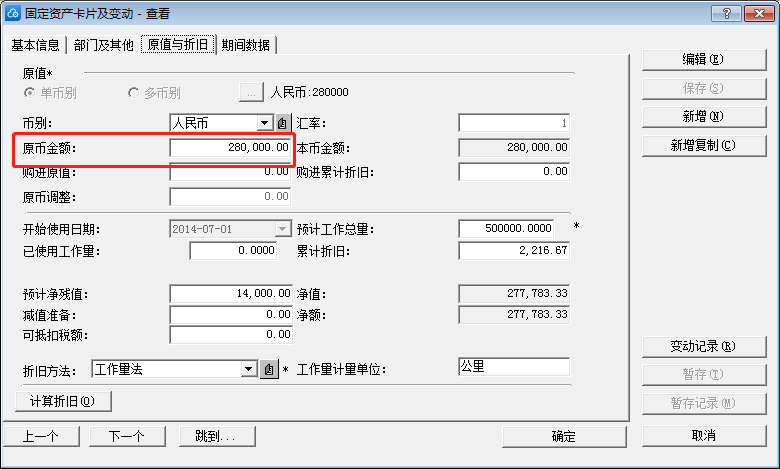 固定资产卡片及变动 - 查看
基本信息 部门及其他 原值与折旧 期间数据
编辑(E)
保存(S)
新增(N)
新增复制(C)
原值*
单币别 多币别 ... 人民币:280000
币别: 人民币 汇率: 1
原币金额: 280,000.00 本币金额: 280,000.00
购进原值: 0.00 购进累计折旧: 0.00
原币调整: 0.00
开始使用日期: 2014-07-01 预计工作总量: 500000.0000 *
已使用工作量: 0.0000 累计折旧: 2,216.67
预计净残值: 14,000.00 净值: 277,783.33
减值准备: 0.00 净额: 277,783.33
可抵扣税额: 0.00
折旧方法: 工作量法 * 工作量计量单位: 公里
计算折旧(O)
变动记录(R)
暂存(T)
暂存记录(M)
上一个 下一个 跳到... 确定 取消